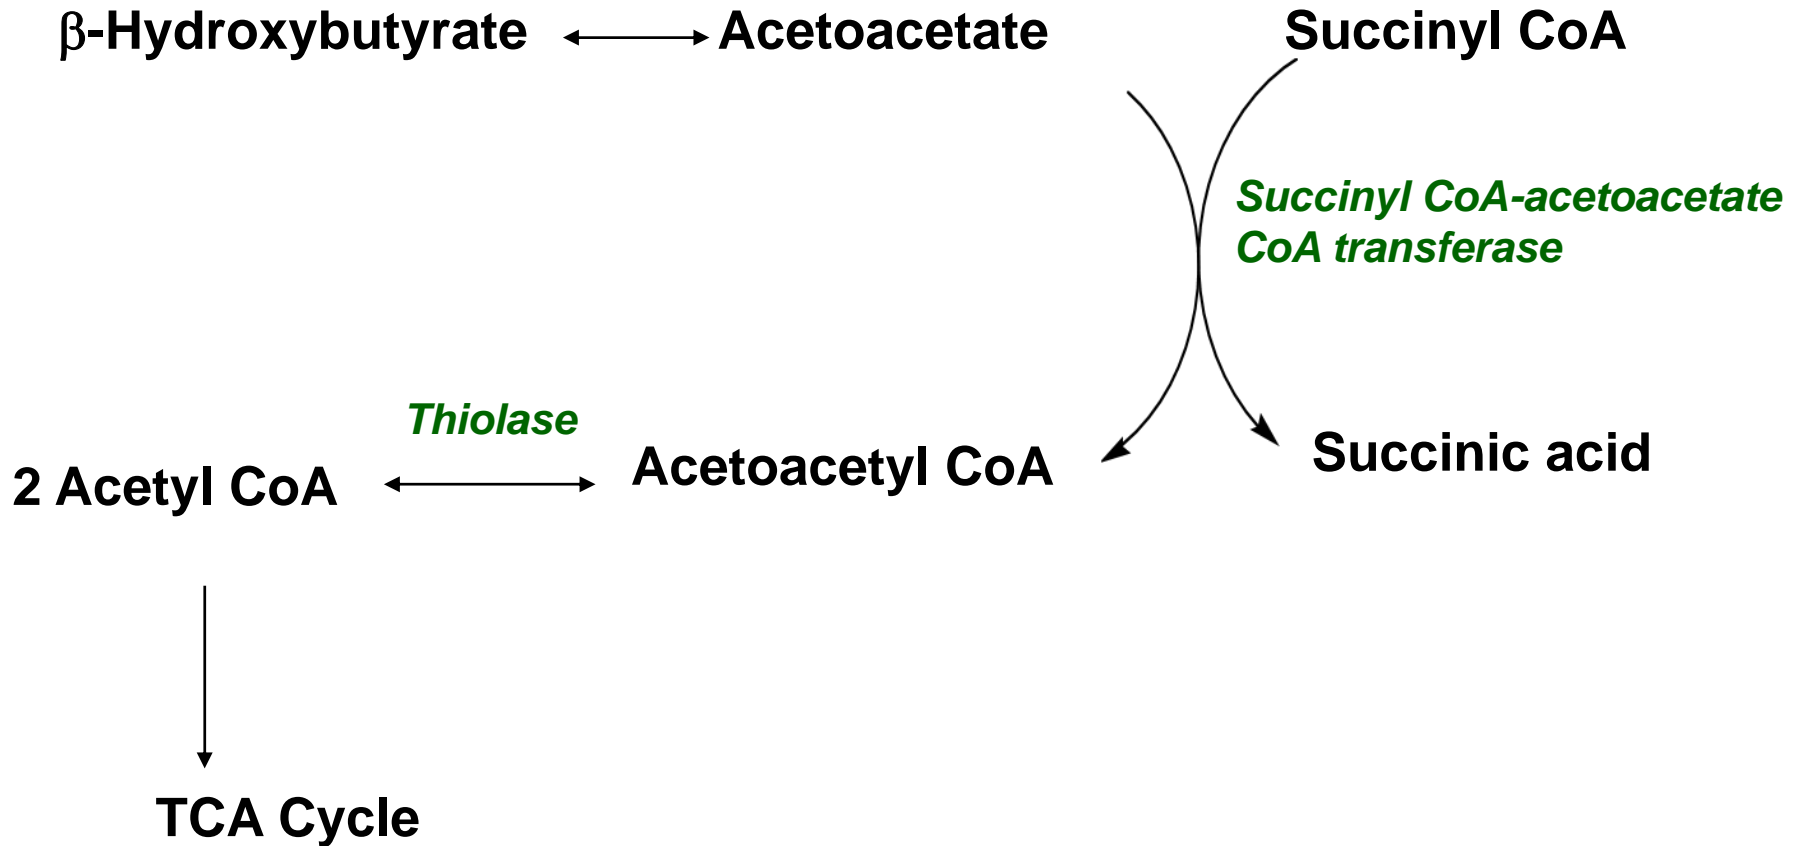 β-Hydroxybutyrate
Acetoacetate
Succinyl CoA
Succinyl CoA-acetoacetate
CoA transferase
Thiolase
2 Acetyl CoA
Acetoacetyl CoA
Succinic acid
TCA Cycle